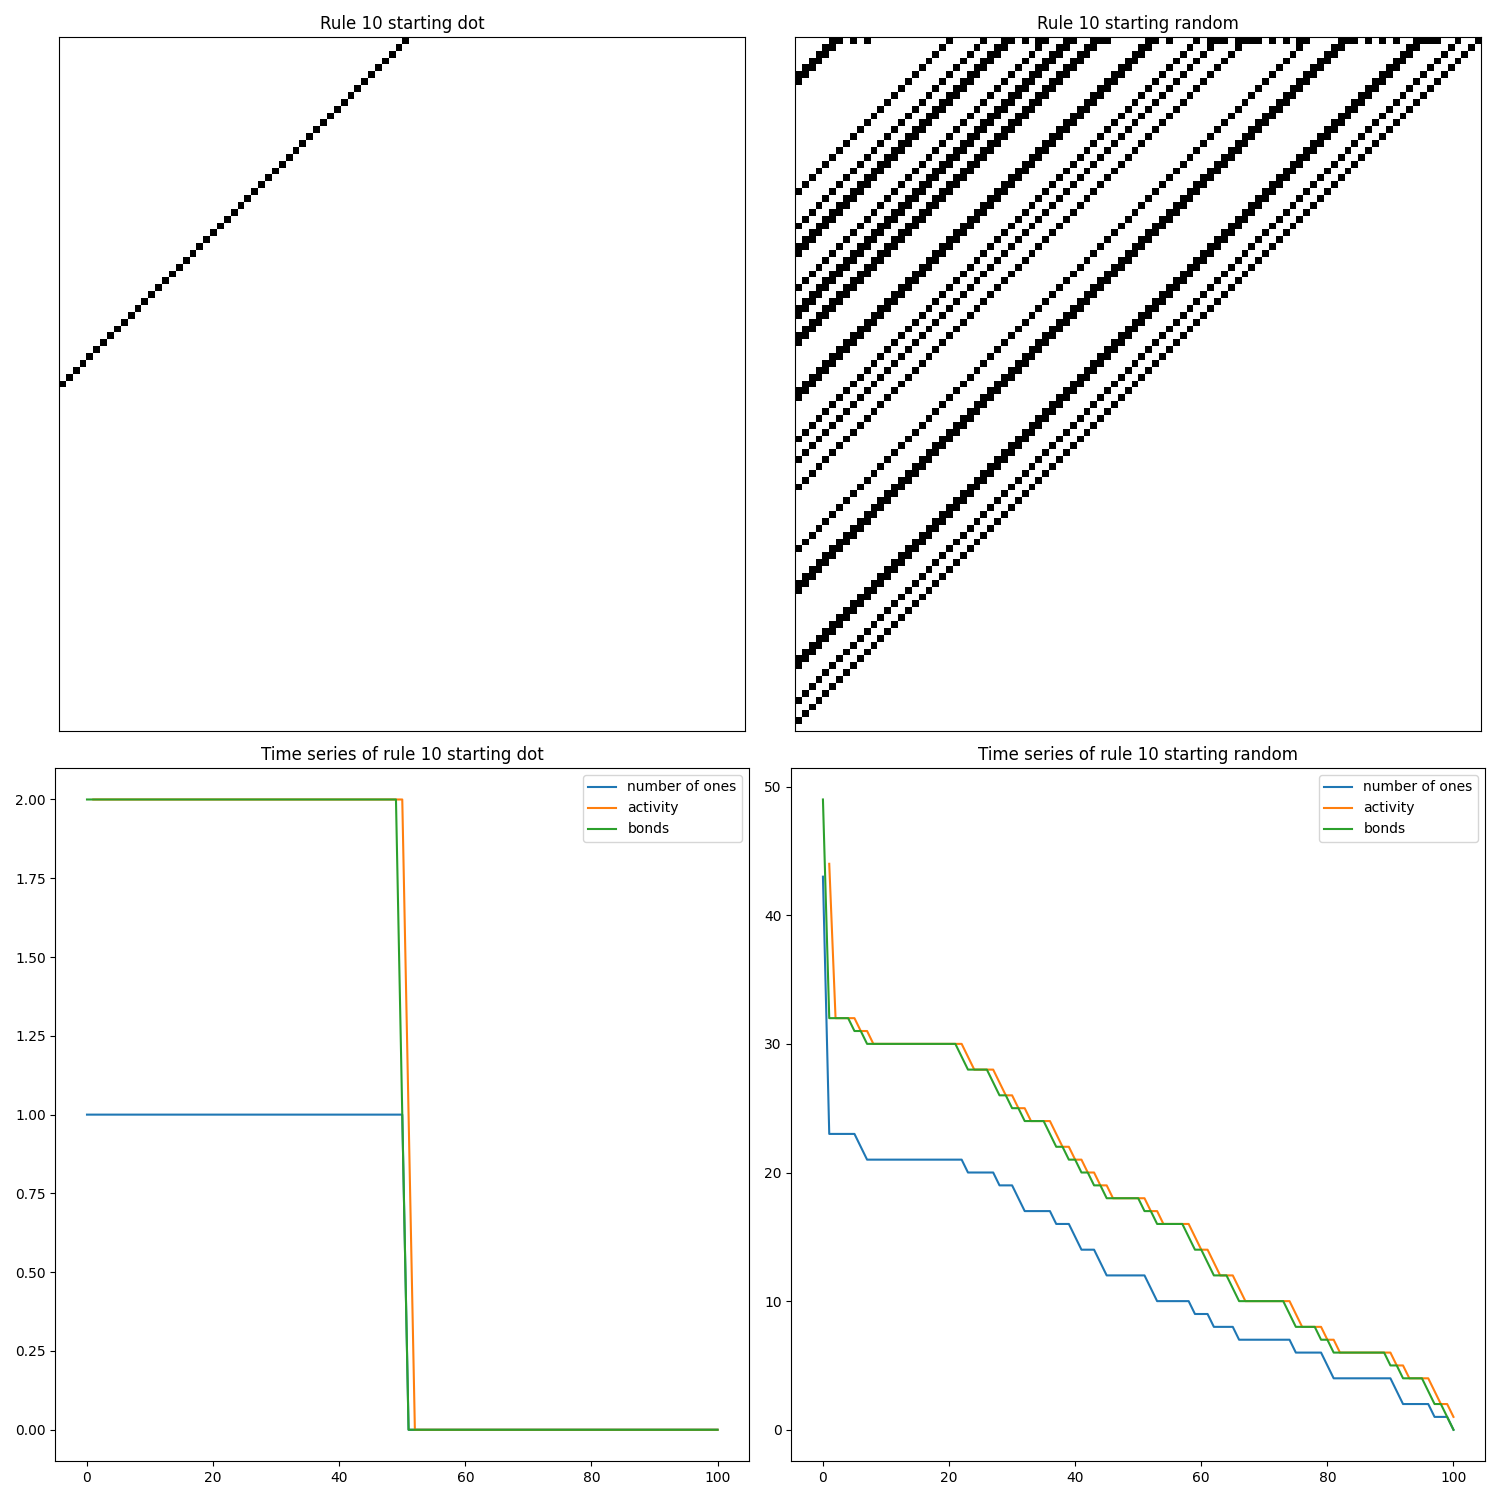 Rule 10 starting dot
Rule 10 starting random
Time series of rule 10 starting dot
number of ones
activity
bonds
2.00
1.75
1.50
1.25
1.00
0.75
0.50
0.25
0.00
0 20 40 60 80 100
Time series of rule 10 starting random
number of ones
activity
bonds
50
40
30
20
10
0
0 20 40 60 80 100